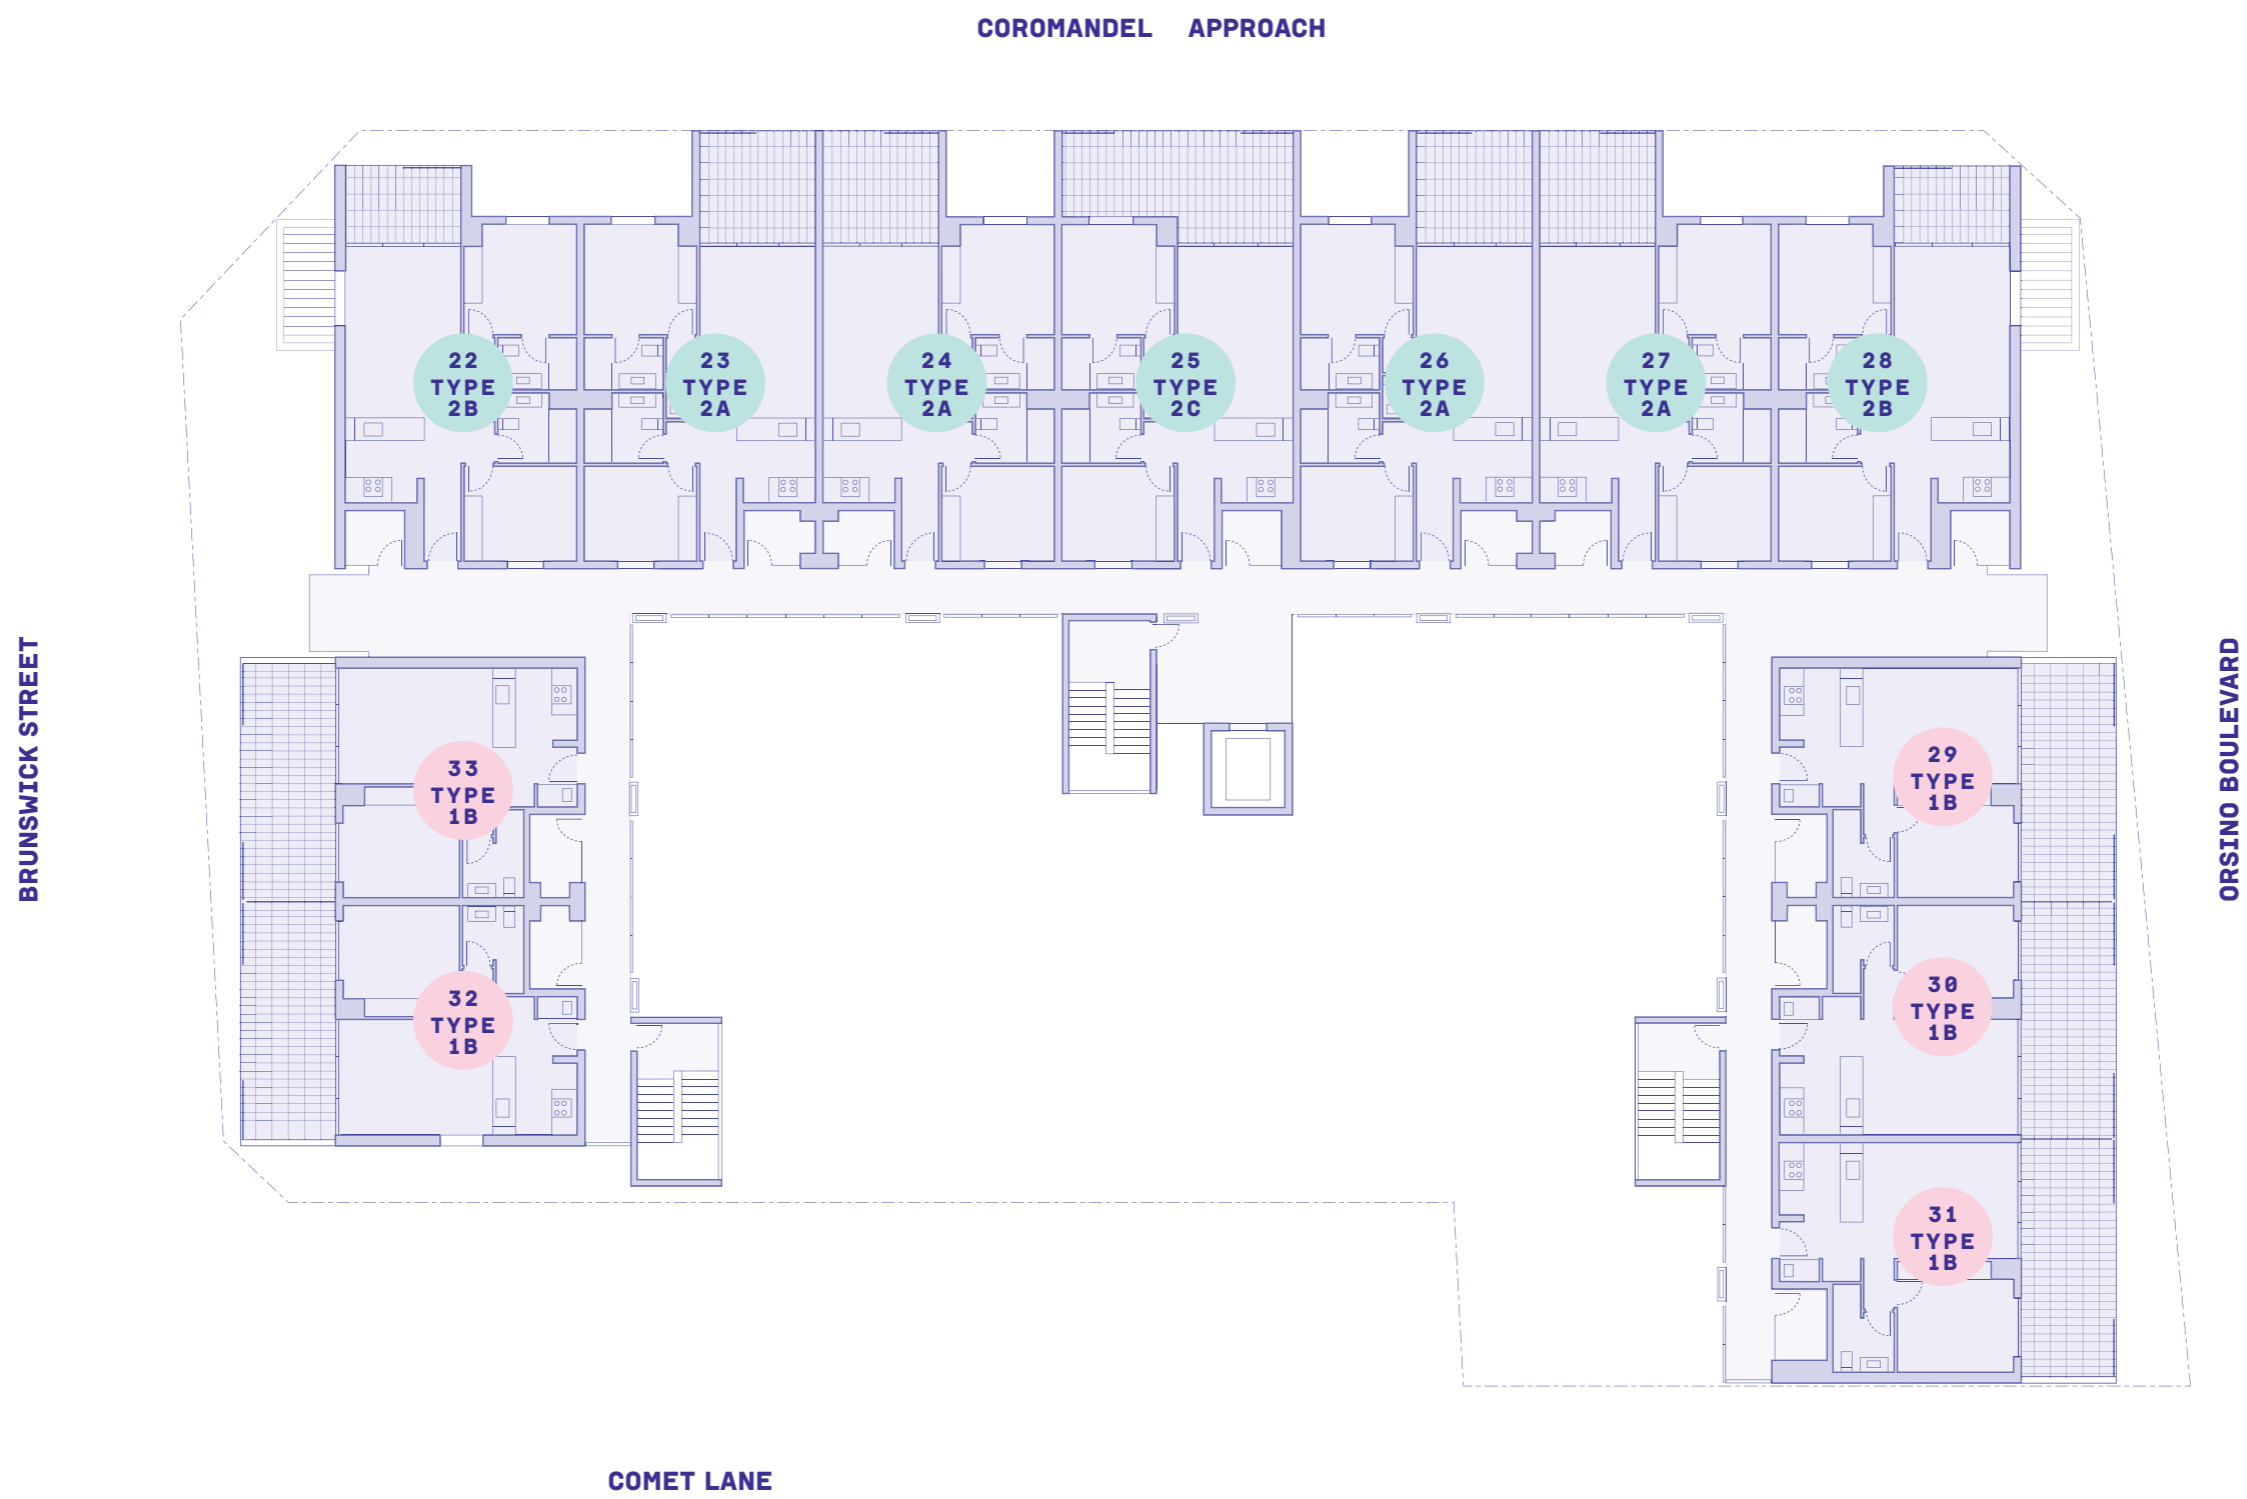 COROMANDEL APPROACH
22
TYPE
2B
23
TYPE
2A
24
TYPE
2A
25
TYPE
2C
26
TYPE
2A
27
TYPE
2A
28
TYPE
2B
BRUNSWICK STREET
ORSINO BOULEVARD
33
TYPE
1B
29
TYPE
1B
32
TYPE
1B
30
TYPE
1B
31
TYPE
1B
COMET LANE